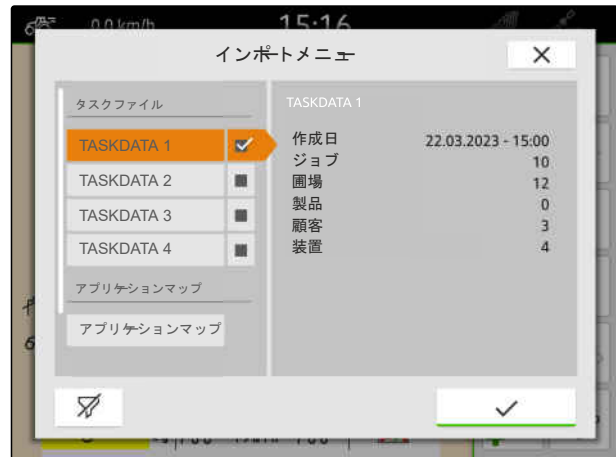 0.0 km/h
15:16
インポートメニュー
タスクファイル
TASKDATA 1
TASKDATA 2
TASKDATA 3
TASKDATA 4
アプリケーションマップ
アプリケーションマップ
TASKDATA 1
作成日 22.03.2023 - 15:00
ジョブ 10
圃場 12
製品 0
顧客 3
装置 4